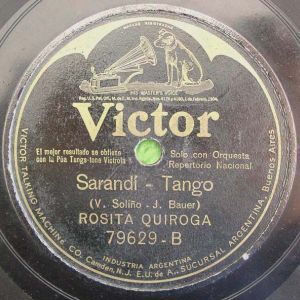 "HIS MASTER'S VOICE"
Victor
El mejor resultado se obtiene
con la Púa Tungs-tone Victrola
Solo con Orquesta
Repertorio Nacional
Sarandí - Tango
(V. Soliño - J. Bauer)
ROSITA QUIROGA
79629-B
INDUSTRIA ARGENTINA
VICTOR TALKING MACHINE CO. Camden, N.J. E.U. de A., SUCURSAL ARGENTINA, Buenos Aires